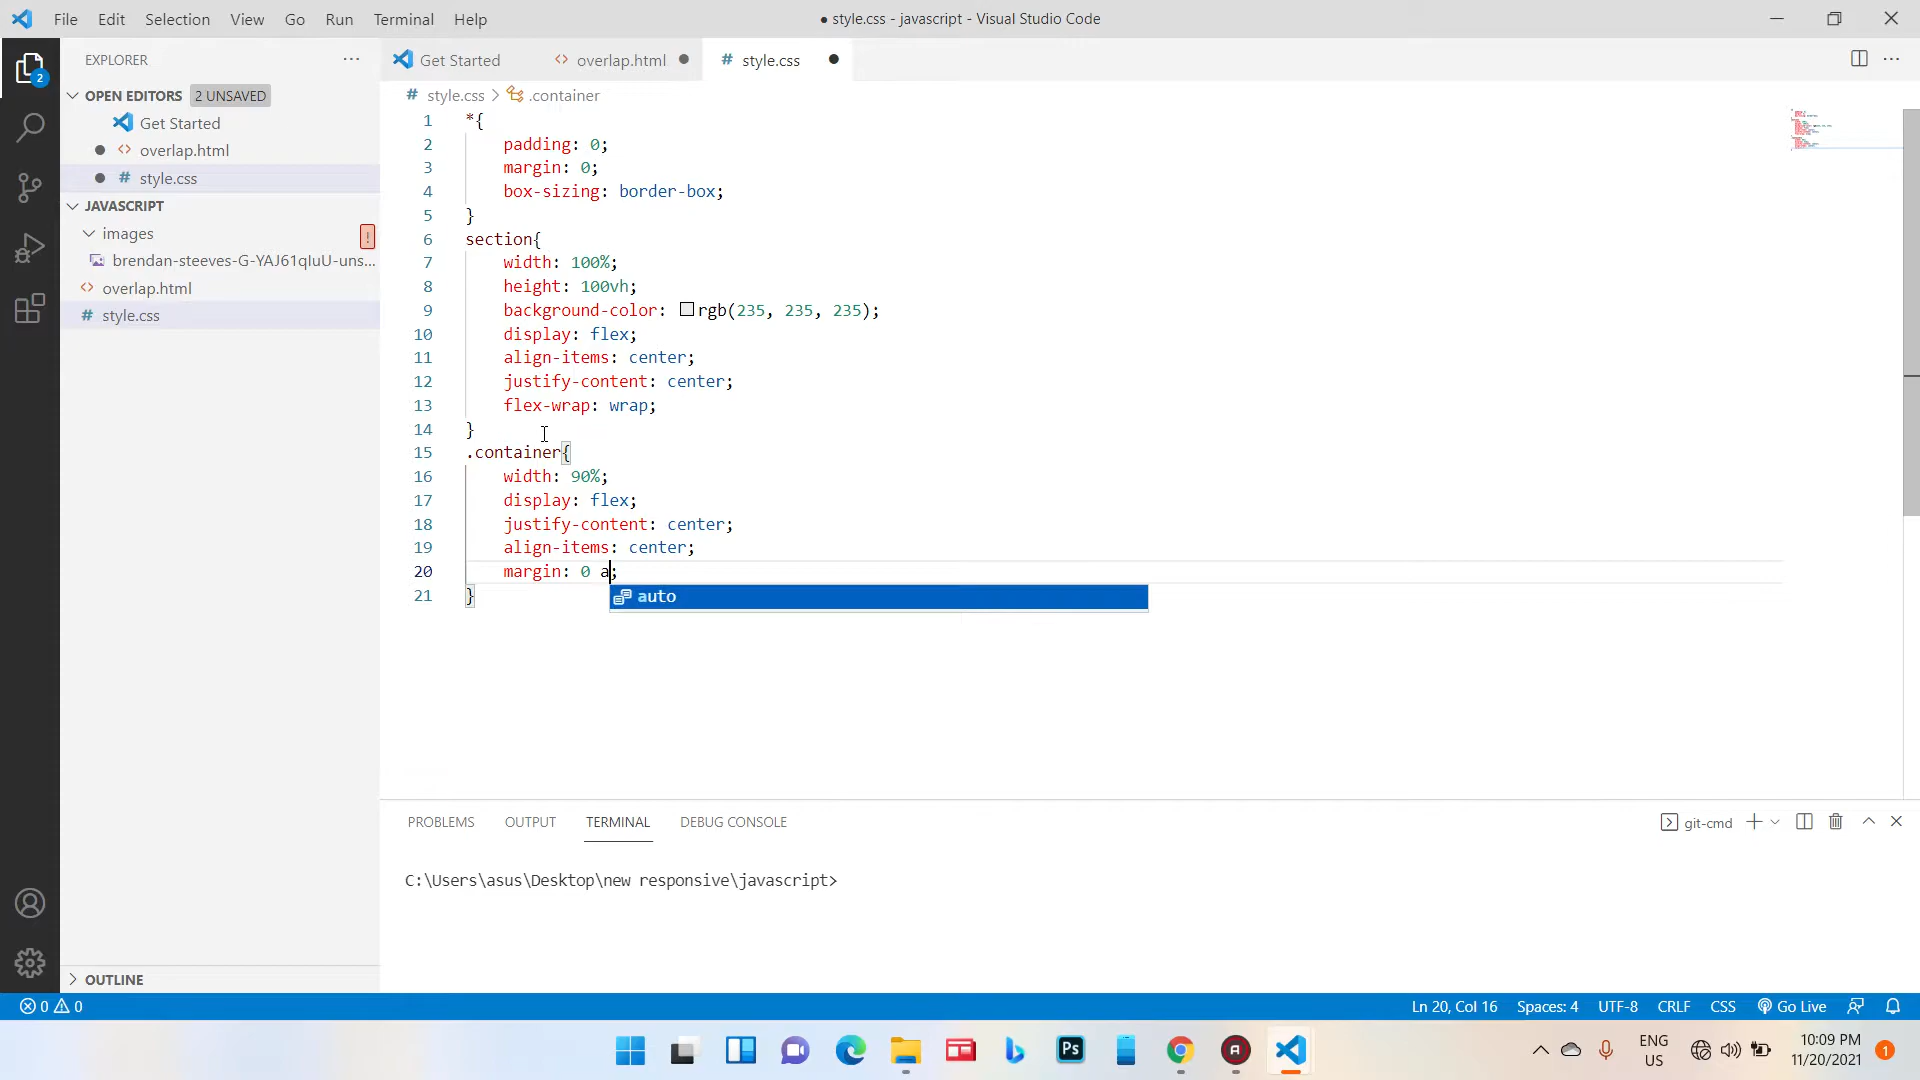 File Edit Selection View Go Run Terminal Help
● style.css - javascript - Visual Studio Code
EXPLORER
Get Started
overlap.html
style.css
OPEN EDITORS 2 UNSAVED
style.css > .container
Get Started
overlap.html
style.css
JAVASCRIPT
images
brendan-steeves-G-YAJ61qIuU-uns...
overlap.html
style.css
1 *{
2 padding: 0;
3 margin: 0;
4 box-sizing: border-box;
5 }
6 section{
7 width: 100%;
8 height: 100vh;
9 background-color: rgb(235, 235, 235);
10 display: flex;
11 align-items: center;
12 justify-content: center;
13 flex-wrap: wrap;
14 }
15 .container{
16 width: 90%;
17 display: flex;
18 justify-content: center;
19 align-items: center;
20 margin: 0 a;
21 }
auto
PROBLEMS OUTPUT TERMINAL DEBUG CONSOLE
git-cmd
C:\Users\asus\Desktop\new responsive\javascript>
OUTLINE
0 0
Ln 20, Col 16 Spaces: 4 UTF-8 CRLF CSS Go Live
Ps
ENG
US
10:09 PM
11/20/2021
1
2